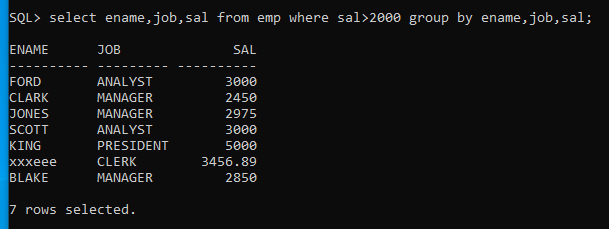 SQL> select ename,job,sal from emp where sal>2000 group by ename,job,sal;
ENAME      JOB              SAL
---------- --------- ----------
FORD       ANALYST         3000
CLARK      MANAGER         2450
JONES      MANAGER         2975
SCOTT      ANALYST         3000
KING       PRESIDENT       5000
xxxeee     CLERK        3456.89
BLAKE      MANAGER         2850
7 rows selected.